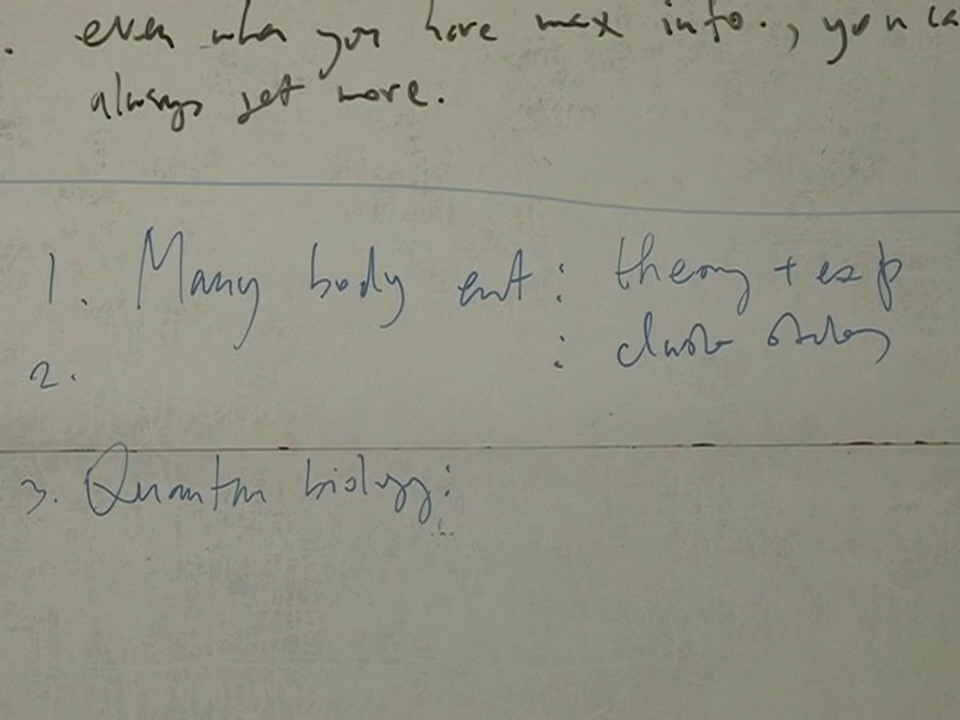 . even when you have max info., you ca
always get more.
1. Many body ent : theory + exp
2. : cluster states
3. Quantum biology: